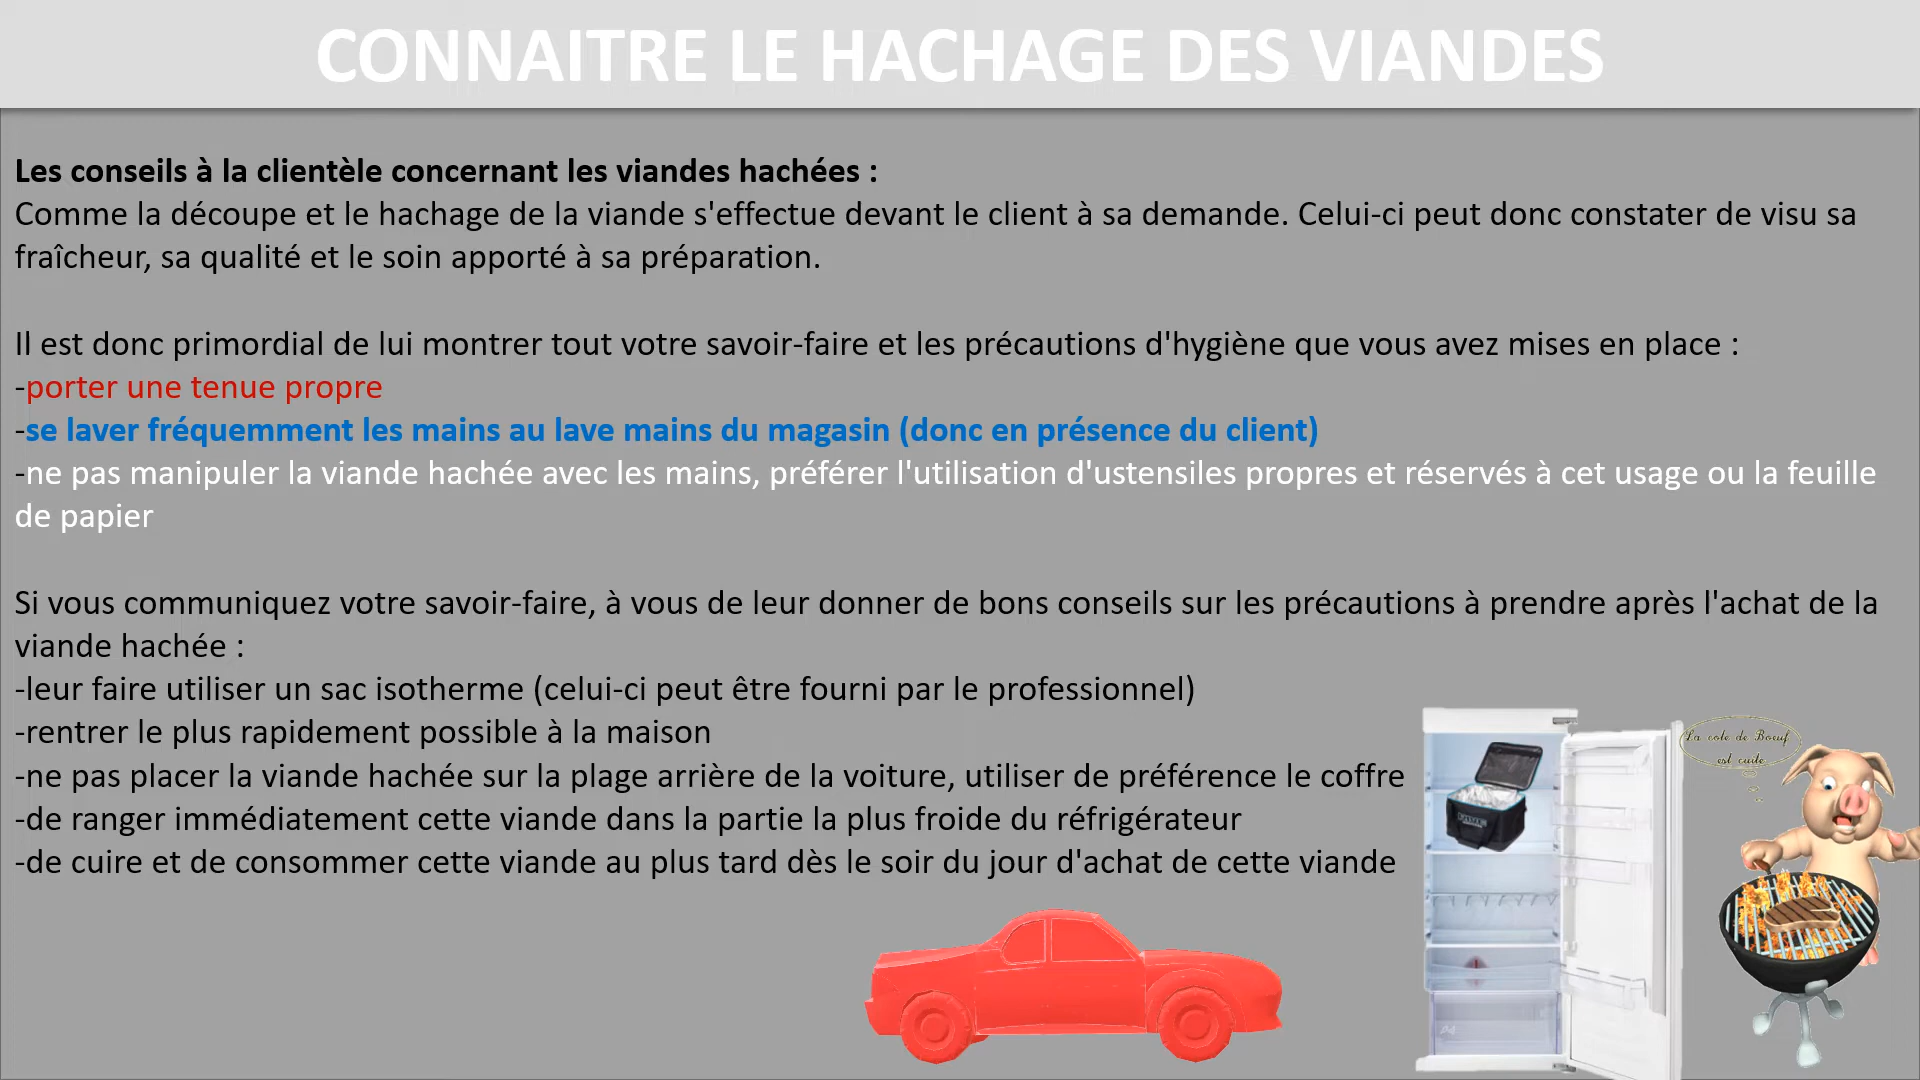 CONNAITRE LE HACHAGE DES VIANDES
Les conseils à la clientèle concernant les viandes hachées :
Comme la découpe et le hachage de la viande s'effectue devant le client à sa demande. Celui-ci peut donc constater de visu sa
fraîcheur, sa qualité et le soin apporté à sa préparation.
Il est donc primordial de lui montrer tout votre savoir-faire et les précautions d'hygiène que vous avez mises en place :
-porter une tenue propre
-se laver fréquemment les mains au lave mains du magasin (donc en présence du client)
-ne pas manipuler la viande hachée avec les mains, préférer l'utilisation d'ustensiles propres et réservés à cet usage ou la feuille
de papier
Si vous communiquez votre savoir-faire, à vous de leur donner de bons conseils sur les précautions à prendre après l'achat de la
viande hachée :
-leur faire utiliser un sac isotherme (celui-ci peut être fourni par le professionnel)
-rentrer le plus rapidement possible à la maison
-ne pas placer la viande hachée sur la plage arrière de la voiture, utiliser de préférence le coffre
-de ranger immédiatement cette viande dans la partie la plus froide du réfrigérateur
-de cuire et de consommer cette viande au plus tard dès le soir du jour d'achat de cette viande
La cote de Boeuf
est cuite